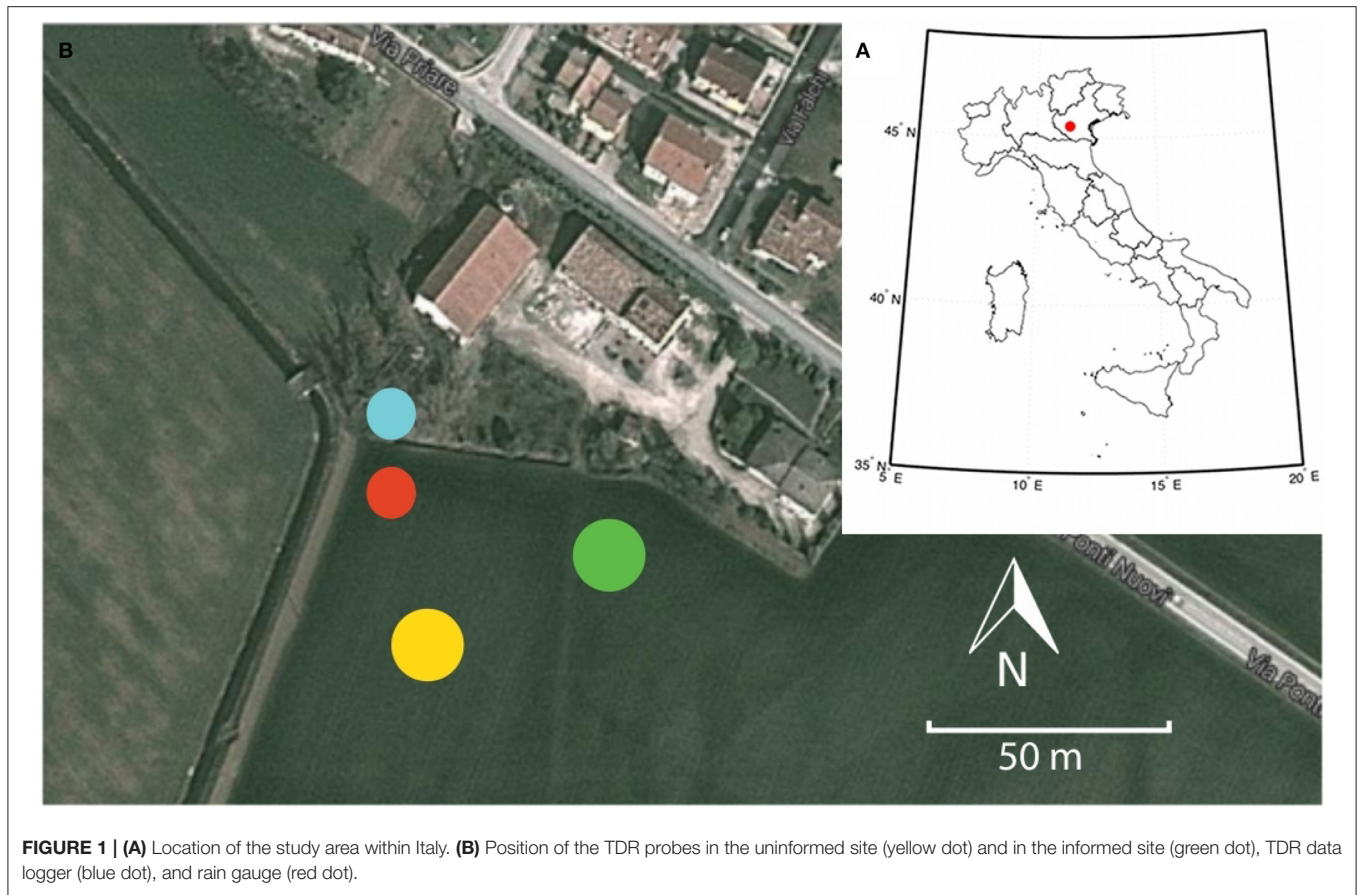 B
Via Priare
Via Falchi
A
45° N
40° N
35° N
5° E
10° E
15° E
20° E
Ponti Nuovi
Via Ponti
N
50 m
FIGURE 1 | (A) Location of the study area within Italy. (B) Position of the TDR probes in the uninformed site (yellow dot) and in the informed site (green dot), TDR data
logger (blue dot), and rain gauge (red dot).